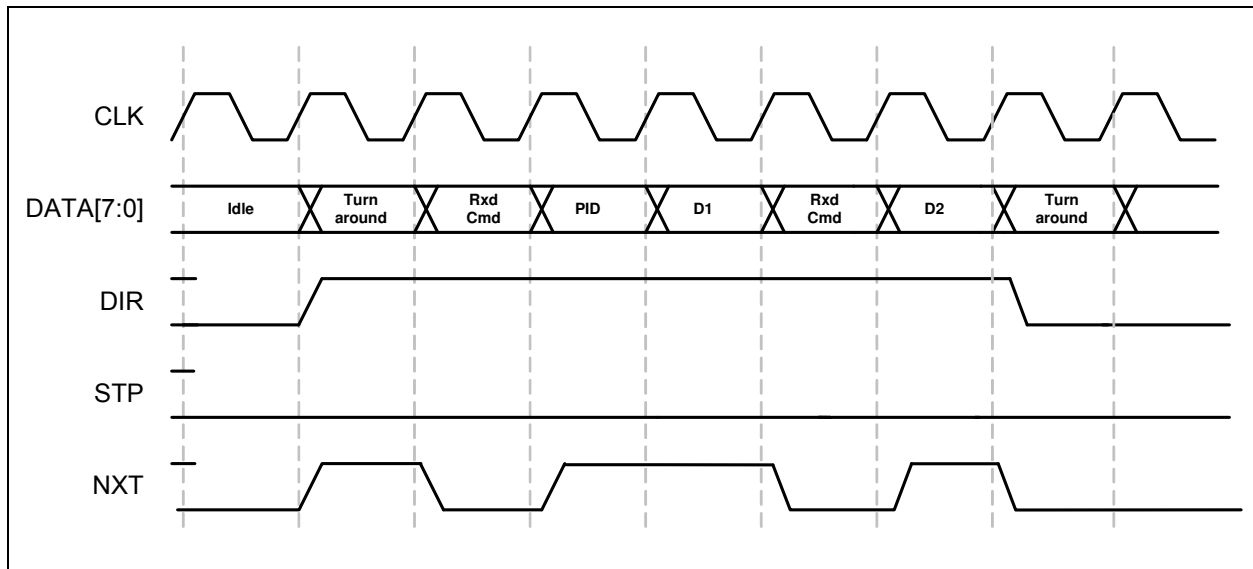 CLK
DATA[7:0]
Idle
Turn
around
Rxd
Cmd
PID
D1
Rxd
Cmd
D2
Turn
around
DIR
STP
NXT